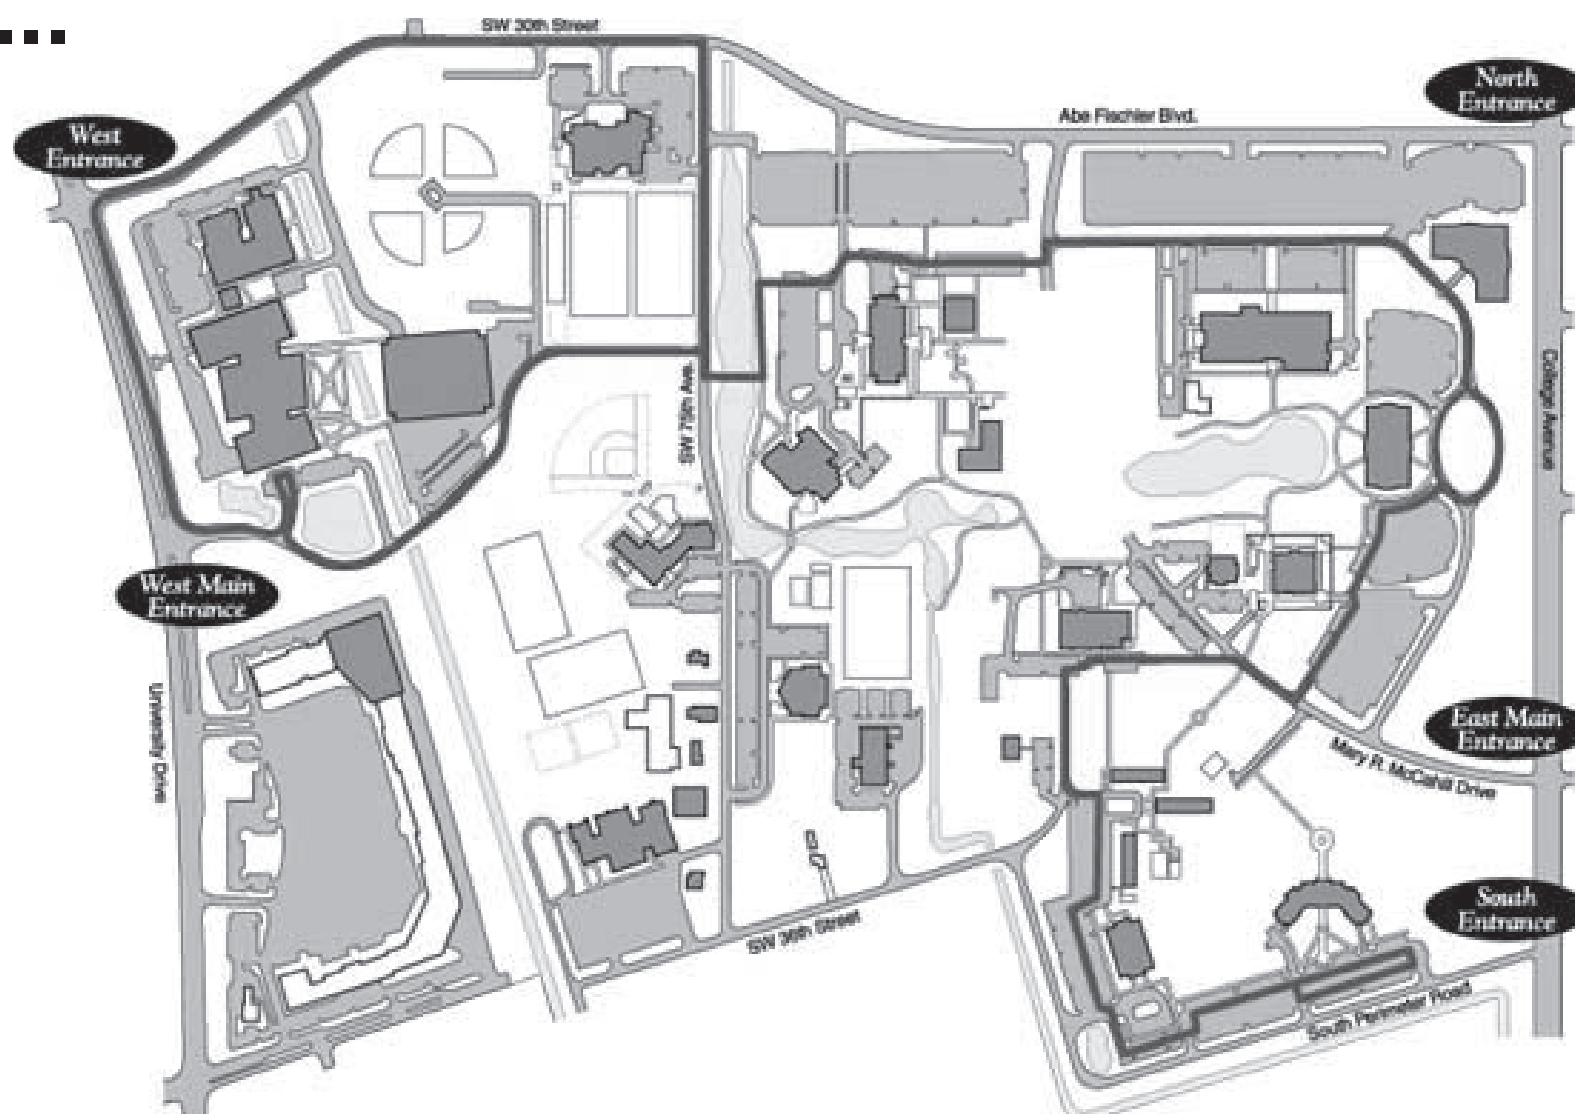 SW 30th Street
North
Entrance
Abe Fischler Blvd.
West
Entrance
SW 75th Ave.
College Avenue
West Main
Entrance
University Drive
East Main
Entrance
Mary R. McCahill Drive
South
Entrance
SW 36th Street
South Perimeter Road